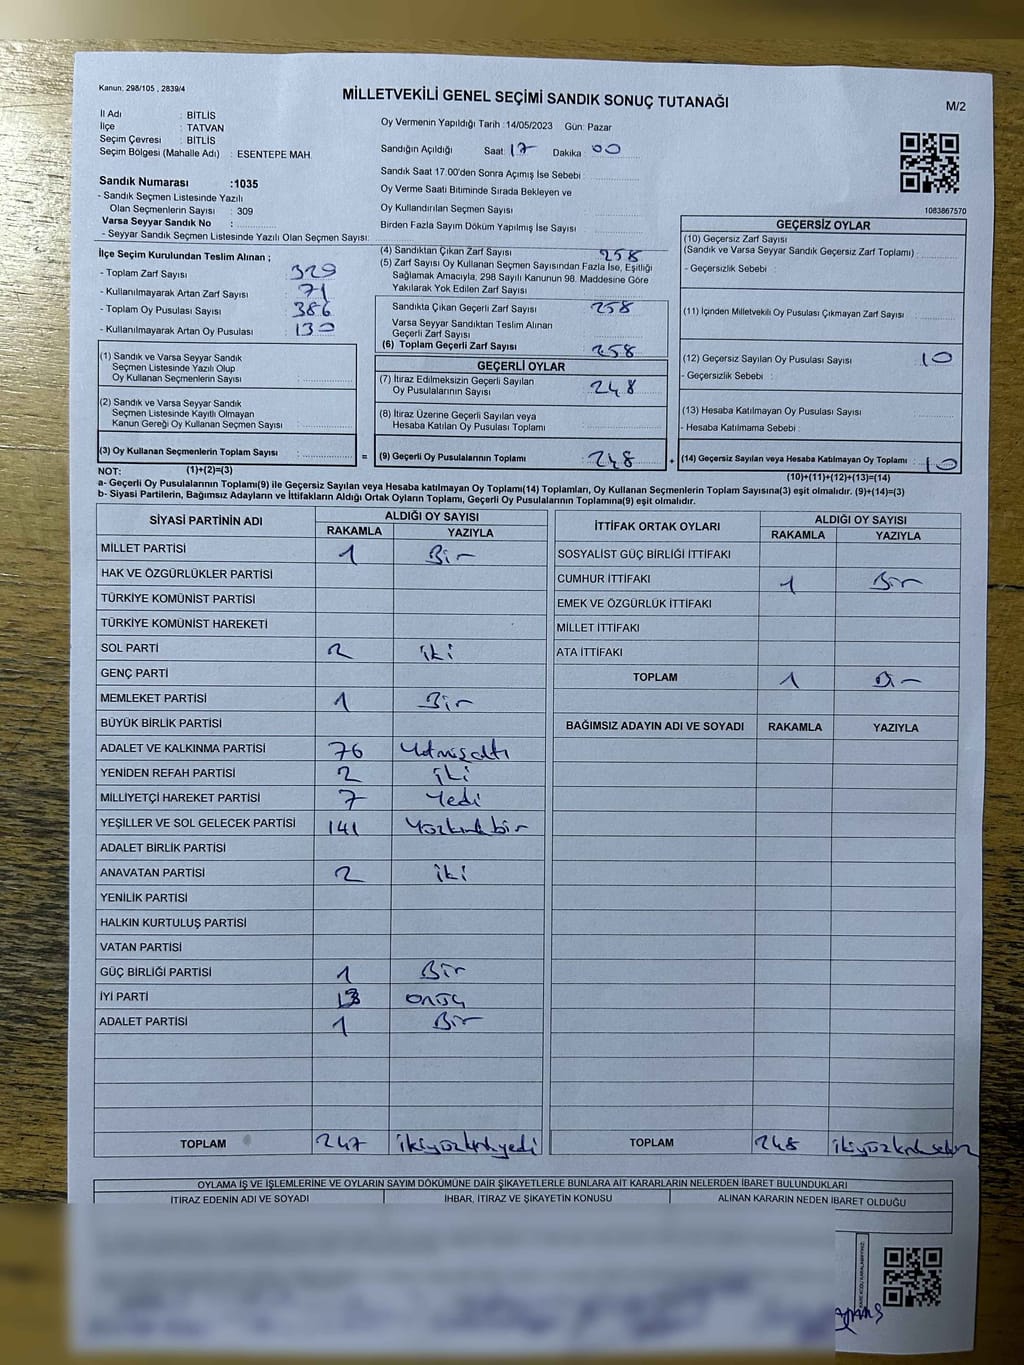 Kanun; 298/105 , 2839/4
MİLLETVEKİLİ GENEL SEÇİMİ SANDIK SONUÇ TUTANAĞI
M/2
İl Adı : BİTLİS
İlçe : TATVAN
Seçim Çevresi : BİTLİS
Seçim Bölgesi (Mahalle Adı) : ESENTEPE MAH.
Sandık Numarası :1035
- Sandık Seçmen Listesinde Yazılı
Olan Seçmenlerin Sayısı : 309
Varsa Seyyar Sandık No :
- Seyyar Sandık Seçmen Listesinde Yazılı Olan Seçmen Sayısı:
Oy Vermenin Yapıldığı Tarih :14/05/2023 Gün: Pazar
Sandığın Açıldığı Saat: 17 Dakika : 00
Sandık Saat 17.00'den Sonra Açımış İse Sebebi :
Oy Verme Saati Bitiminde Sırada Bekleyen ve
Oy Kullandırılan Seçmen Sayısı
Birden Fazla Sayım Döküm Yapılmış İse Sayısı :
1083867570
İlçe Seçim Kurulundan Teslim Alınan ;
- Toplam Zarf Sayısı : 329
- Kullanılmayarak Artan Zarf Sayısı : 71
- Toplam Oy Pusulası Sayısı : 386
- Kullanılmayarak Artan Oy Pusulası : 130
(1) Sandık ve Varsa Seyyar Sandık
Seçmen Listesinde Yazılı Olup
Oy Kullanan Seçmenlerin Sayısı :
(2) Sandık ve Varsa Seyyar Sandık
Seçmen Listesinde Kayıtlı Olmayan
Kanun Gereği Oy Kullanan Seçmen Sayısı :
(3) Oy Kullanan Seçmenlerin Toplam Sayısı :
(4) Sandıktan Çıkan Zarf Sayısı 258
(5) Zarf Sayısı Oy Kullanan Seçmen Sayısından Fazla İse, Eşitliği
Sağlamak Amacıyla, 298 Sayılı Kanunun 98. Maddesine Göre
Yakılarak Yok Edilen Zarf Sayısı
Sandıkta Çıkan Geçerli Zarf Sayısı 258
Varsa Seyyar Sandıktan Teslim Alınan
Geçerli Zarf Sayısı
(6) Toplam Geçerli Zarf Sayısı 258
GEÇERLİ OYLAR
(7) İtiraz Edilmeksizin Geçerli Sayılan
Oy Pusulalarının Sayısı 248
(8) İtiraz Üzerine Geçerli Sayılan veya
Hesaba Katılan Oy Pusulası Toplamı
= (9) Geçerli Oy Pusulalarının Toplamı 248
GEÇERSİZ OYLAR
(10) Geçersiz Zarf Sayısı
(Sandık ve Varsa Seyyar Sandık Geçersiz Zarf Toplamı) :
- Geçersizlik Sebebi :
(11) İçinden Milletvekili Oy Pusulası Çıkmayan Zarf Sayısı :
(12) Geçersiz Sayılan Oy Pusulası Sayısı : 10
- Geçersizlik Sebebi :
(13) Hesaba Katılmayan Oy Pusulası Sayısı :
- Hesaba Katılmama Sebebi :
+ (14) Geçersiz Sayılan veya Hesaba Katılmayan Oy Toplamı 10
NOT: (1)+(2)=(3)
(10)+(11)+(12)+(13)=(14)
a- Geçerli Oy Pusulalarının Toplamı(9) ile Geçersiz Sayılan veya Hesaba katılmayan Oy Toplamı(14) Toplamları, Oy Kullanan Seçmenlerin Toplam Sayısına(3) eşit olmalıdır. (9)+(14)=(3)
b- Siyasi Partilerin, Bağımsız Adayların ve İttifakların Aldığı Ortak Oyların Toplamı, Geçerli Oy Pusulalarının Toplamına(9) eşit olmalıdır.
SİYASİ PARTİNİN ADI ALDIĞI OY SAYISI
RAKAMLA YAZIYLA
MİLLET PARTİSİ 1 Bir
HAK VE ÖZGÜRLÜKLER PARTİSİ
TÜRKİYE KOMÜNİST PARTİSİ
TÜRKİYE KOMÜNİST HAREKETİ
SOL PARTİ 2 iki
GENÇ PARTİ
MEMLEKET PARTİSİ 1 Bir
BÜYÜK BİRLİK PARTİSİ
ADALET VE KALKINMA PARTİSİ 76 Yetmişaltı
YENİDEN REFAH PARTİSİ 2 iki
MİLLİYETÇİ HAREKET PARTİSİ 7 Yedi
YEŞİLLER VE SOL GELECEK PARTİSİ 141 Yüzkırkbir
ADALET BİRLİK PARTİSİ
ANAVATAN PARTİSİ 2 iki
YENİLİK PARTİSİ
HALKIN KURTULUŞ PARTİSİ
VATAN PARTİSİ
GÜÇ BİRLİĞİ PARTİSİ 1 Bir
İYİ PARTİ 13 onüç
ADALET PARTİSİ 1 Bir
TOPLAM 247 ikiyüzkırkyedi
İTTİFAK ORTAK OYLARI ALDIĞI OY SAYISI
RAKAMLA YAZIYLA
SOSYALİST GÜÇ BİRLİĞİ İTTİFAKI
CUMHUR İTTİFAKI 1 Bir
EMEK VE ÖZGÜRLÜK İTTİFAKI
MİLLET İTTİFAKI
ATA İTTİFAKI
TOPLAM 1 Bir
BAĞIMSIZ ADAYIN ADI VE SOYADI RAKAMLA YAZIYLA
TOPLAM 248 ikiyüzkırksekiz
OYLAMA İŞ VE İŞLEMLERİNE VE OYLARIN SAYIM DÖKÜMÜNE DAİR ŞİKAYETLERLE BUNLARA AİT KARARLARIN NELERDEN İBARET BULUNDUKLARI
İTİRAZ EDENİN ADI VE SOYADI İHBAR, İTİRAZ VE ŞİKAYETİN KONUSU ALINAN KARARIN NEDEN İBARET OLDUĞU